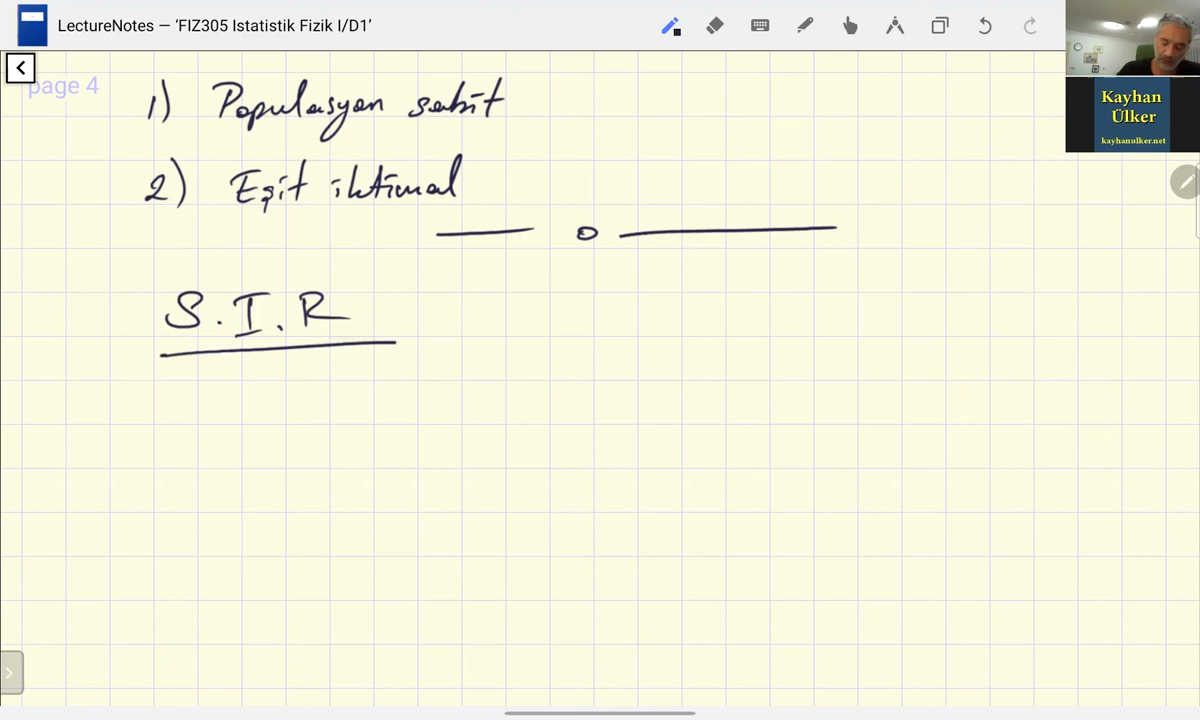 LectureNotes — ‘FIZ305 Istatistik Fizik I/D1’
page 4
1) Populasyon sabit
2) Eşit ihtimal
S.I.R
Kayhan
Ülker
kayhanulker.net